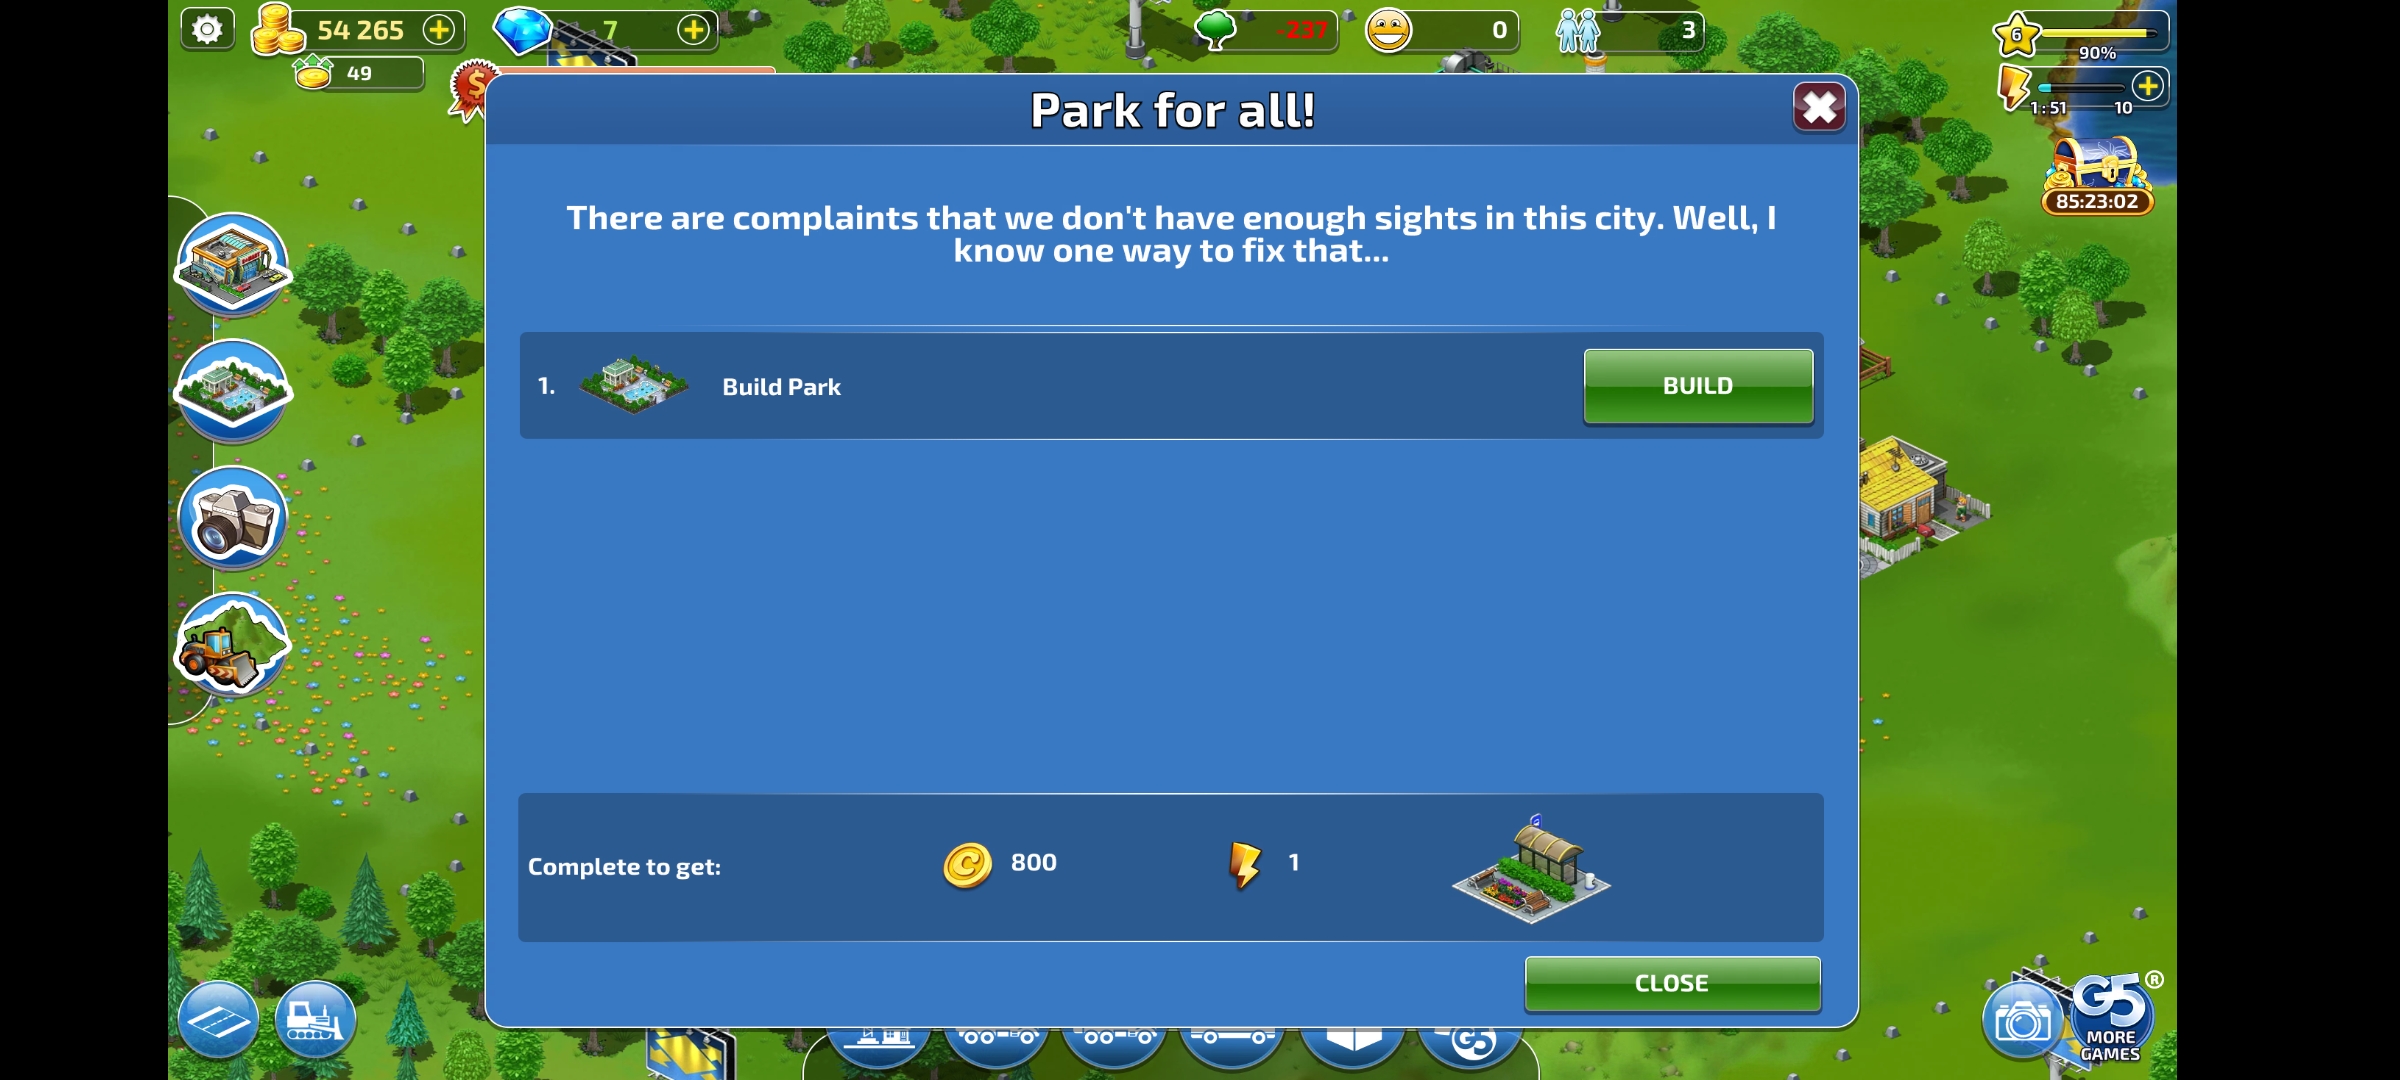 54 265
7
-237
0
3
6
90%
49
1:51
10
85:23:02
Park for all!
There are complaints that we don't have enough sights in this city. Well, I
know one way to fix that...
1.
Build Park
BUILD
Complete to get:
800
1
CLOSE
G5
G5®
MORE
GAMES